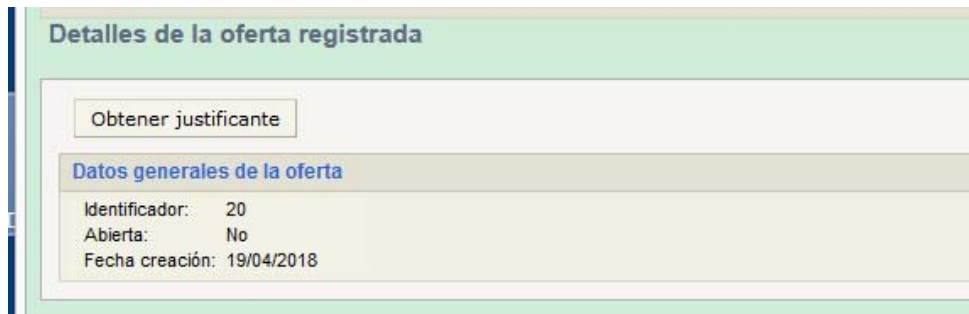 Detalles de la oferta registrada
Obtener justificante
Datos generales de la oferta
Identificador: 20
Abierta: No
Fecha creación: 19/04/2018